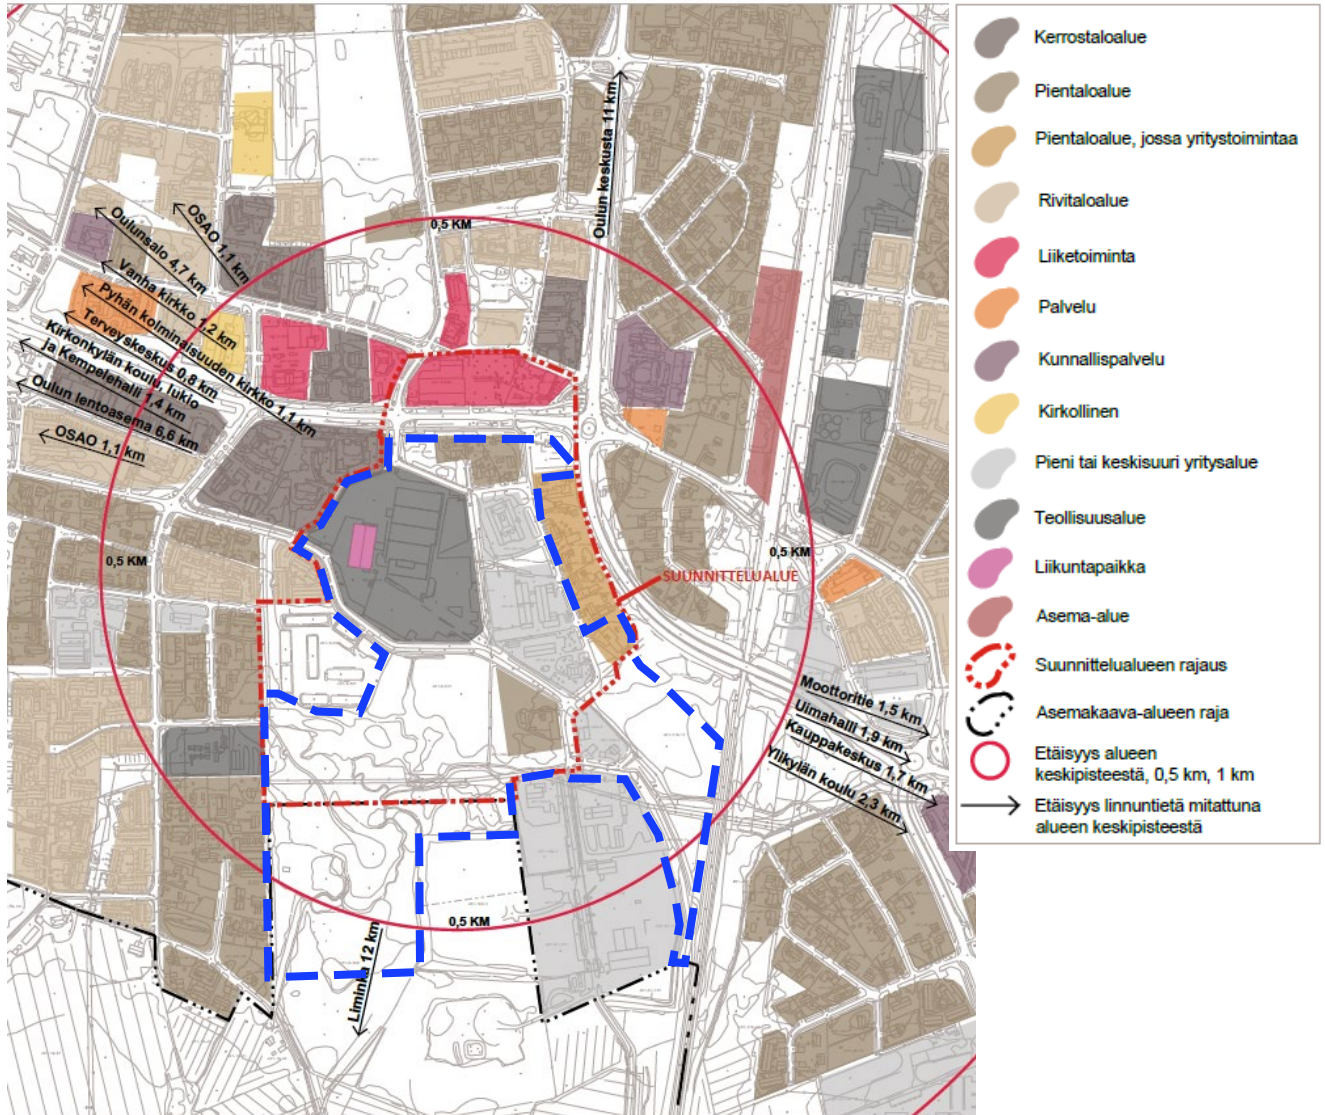 Oulun keskusta 11 km
0,5 KM
OSAO 1,1 km
Oulunsalo 4,7 km
Vanha kirkko 1,2 km
Pyhän kolminaisuuden kirkko 1,1 km
Terveyskeskus 0,8 km
Kirkonkylän koulu, lukio
ja Kempelehalli 1,4 km
Oulun lentoasema 6,6 km
OSAO 1,1 km
0,5 KM
0,5 KM
SUUNNITTELUALUE
Moottoritie 1,5 km
Uimahalli 1,9 km
Kauppakeskus 1,7 km
Ylikylän koulu 2,3 km
0,5 KM
Liminka 12 km
Kerrostaloalue
Pientaloalue
Pientaloalue, jossa yritystoimintaa
Rivitaloalue
Liiketoiminta
Palvelu
Kunnallispalvelu
Kirkollinen
Pieni tai keskisuuri yritysalue
Teollisuusalue
Liikuntapaikka
Asema-alue
Suunnittelualueen rajaus
Asemakaava-alueen raja
Etäisyys alueen
keskipisteestä, 0,5 km, 1 km
Etäisyys linnuntietä mitattuna
alueen keskipisteestä